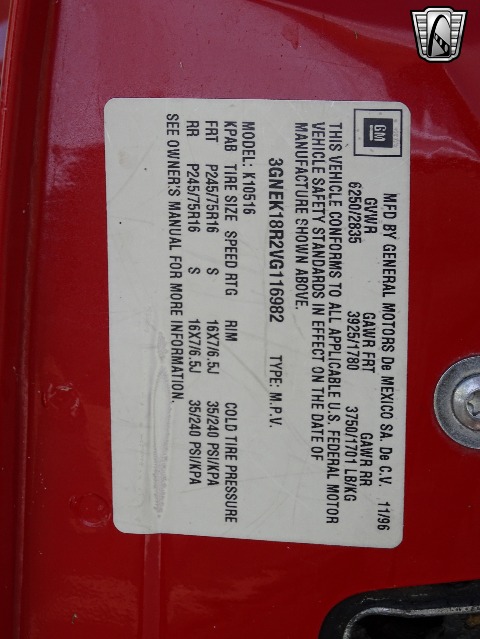 GM
MFD BY GENERAL MOTORS De MEXICO SA. De C.V. 11/96
GVWR GAWR FRT GAWR RR
6250/2835 3925/1780 3750/1701 LB/KG
THIS VEHICLE CONFORMS TO ALL APPLICABLE U.S. FEDERAL MOTOR
VEHICLE SAFETY STANDARDS IN EFFECT ON THE DATE OF
MANUFACTURE SHOWN ABOVE.
3GNEK18R2VG116982 TYPE: M.P.V.
MODEL: K10516
KPAB TIRE SIZE SPEED RTG RIM COLD TIRE PRESSURE
FRT P245/75R16 S 16X7/6.5J 35/240 PSI/KPA
RR P245/75R16 S 16X7/6.5J 35/240 PSI/KPA
SEE OWNER'S MANUAL FOR MORE INFORMATION.